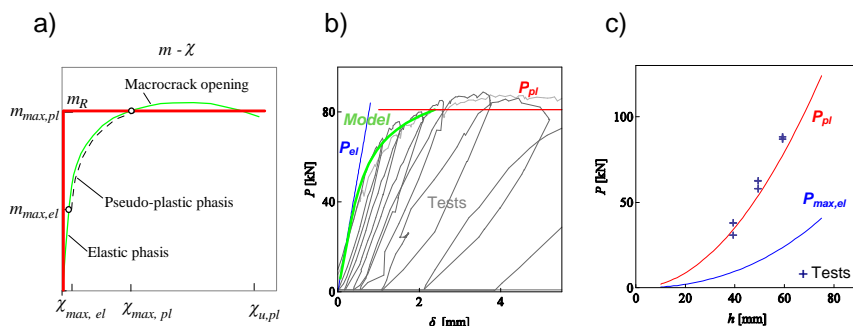 a)
m - χ
Macrocrack opening
m_R
m_max,pl
Pseudo-plastic phasis
m_max,el
Elastic phasis
χ_max, el
χ_max, pl
χ_u,pl
b)
P_pl
80
Model
P_el
P [kN]
40
Tests
0
0
2
4
δ [mm]
c)
100
P_pl
P [kN]
50
P_max,el
+ Tests
0
0
20
40
60
80
h [mm]